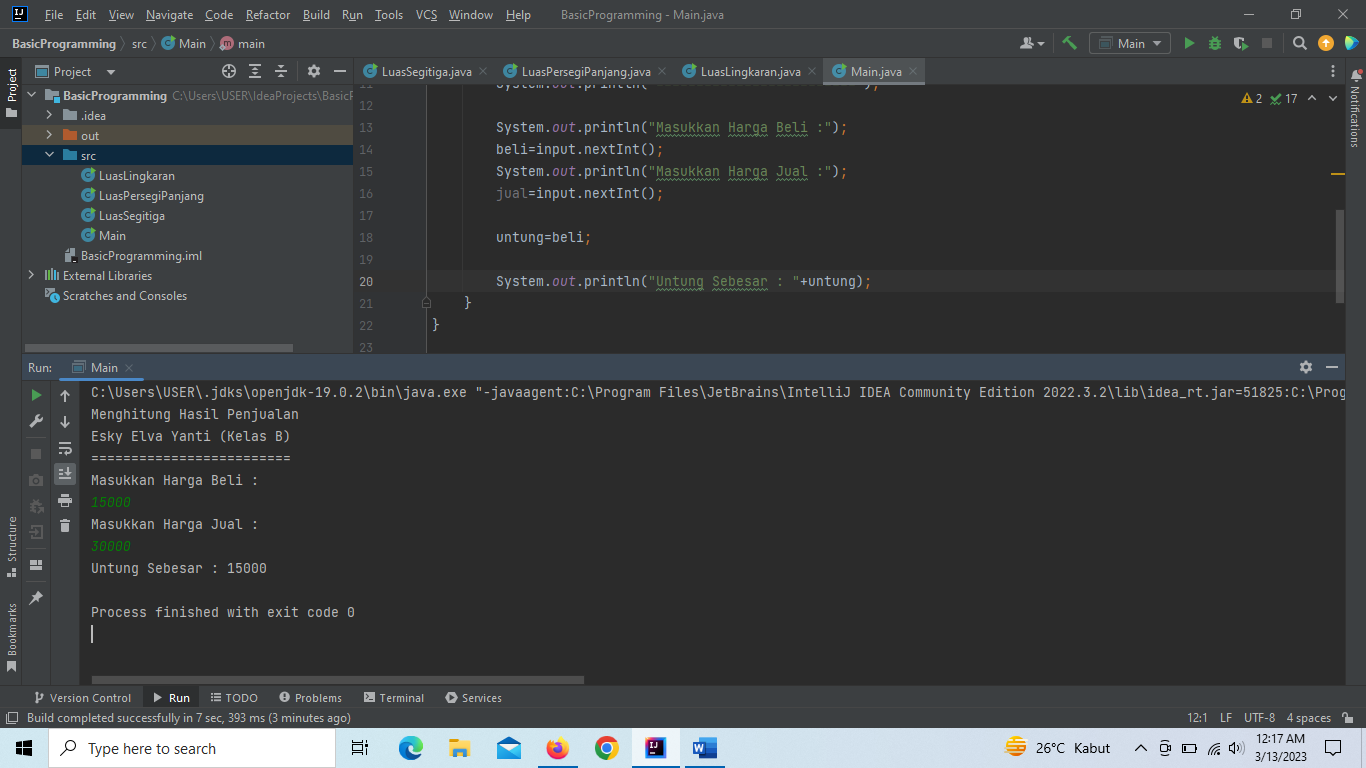 File Edit View Navigate Code Refactor Build Run Tools VCS Window Help BasicProgramming - Main.java
BasicProgramming src Main main Main
Project LuasSegitiga.java LuasPersegiPanjang.java LuasLingkaran.java Main.java
Project
Notifications
BasicProgramming C:\Users\USER\IdeaProjects\BasicP
.idea
out
src
LuasLingkaran
LuasPersegiPanjang
LuasSegitiga
Main
BasicProgramming.iml
External Libraries
Scratches and Consoles
2 17
12
13 System.out.println("Masukkan Harga Beli :");
14 beli=input.nextInt();
15 System.out.println("Masukkan Harga Jual :");
16 jual=input.nextInt();
17
18 untung=beli;
19
20 System.out.println("Untung Sebesar : "+untung);
21 }
22 }
23
Run: Main
C:\Users\USER\.jdks\openjdk-19.0.2\bin\java.exe "-javaagent:C:\Program Files\JetBrains\IntelliJ IDEA Community Edition 2022.3.2\lib\idea_rt.jar=51825:C:\Prog
Menghitung Hasil Penjualan
Esky Elva Yanti (Kelas B)
=========================
Masukkan Harga Beli :
15000
Masukkan Harga Jual :
30000
Untung Sebesar : 15000
Process finished with exit code 0
Structure
Bookmarks
Version Control Run TODO Problems Terminal Services
Build completed successfully in 7 sec, 393 ms (3 minutes ago) 12:1 LF UTF-8 4 spaces
Type here to search 26°C Kabut 12:17 AM
3/13/2023